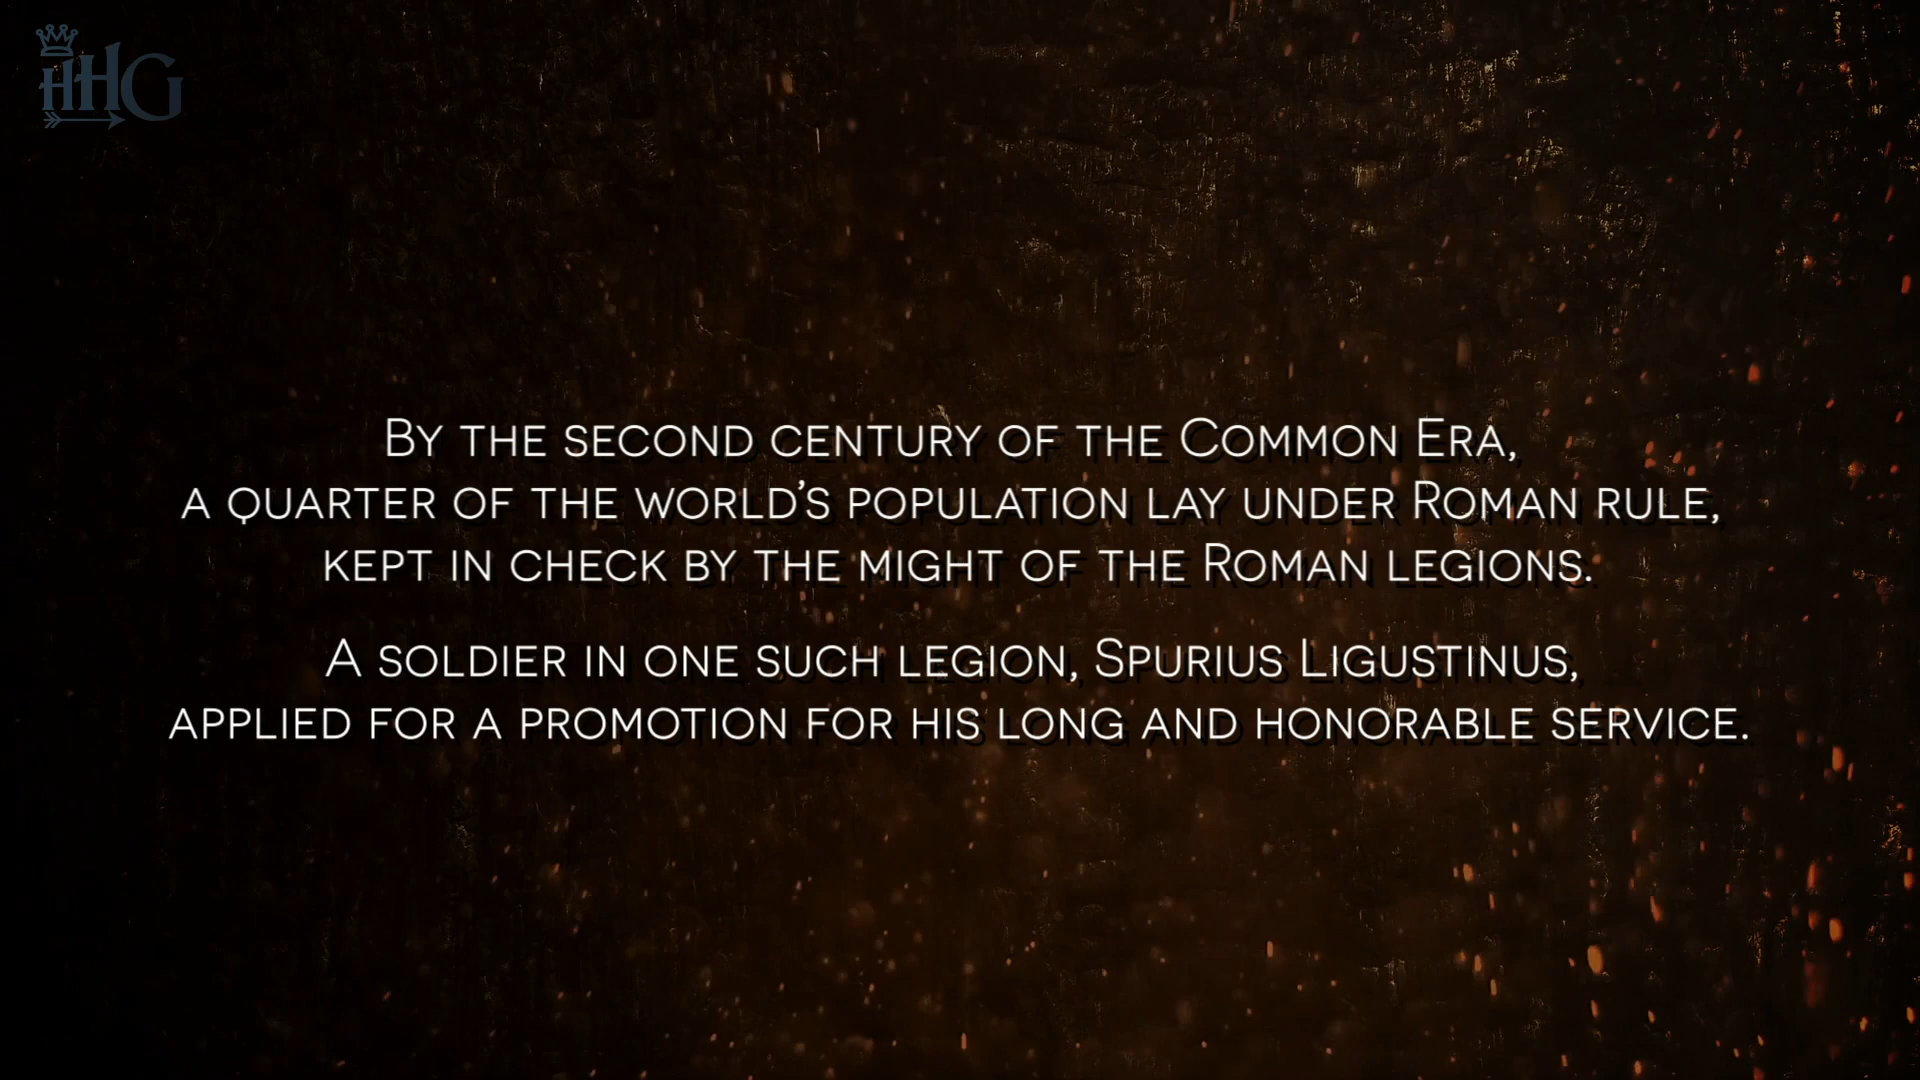 HHG
By the second century of the Common Era,
a quarter of the world's population lay under Roman rule,
kept in check by the might of the Roman legions.
A soldier in one such legion, Spurius Ligustinus,
applied for a promotion for his long and honorable service.